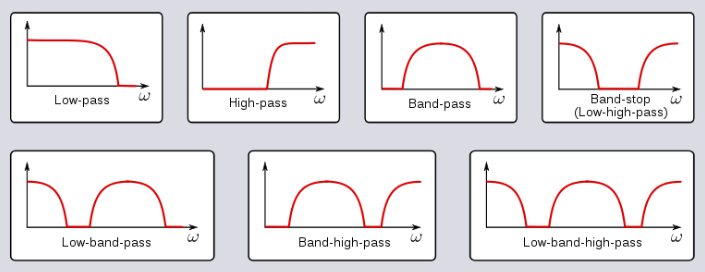 Low-pass ω
High-pass ω
Band-pass ω
Band-stop ω
(Low-high-pass)
Low-band-pass ω
Band-high-pass ω
Low-band-high-pass ω